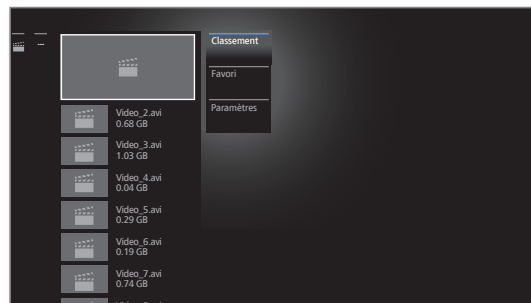 Video_2.avi
0.68 GB
Video_3.avi
1.03 GB
Video_4.avi
0.04 GB
Video_5.avi
0.29 GB
Video_6.avi
0.19 GB
Video_7.avi
0.74 GB
Classement
Favori
Paramètres